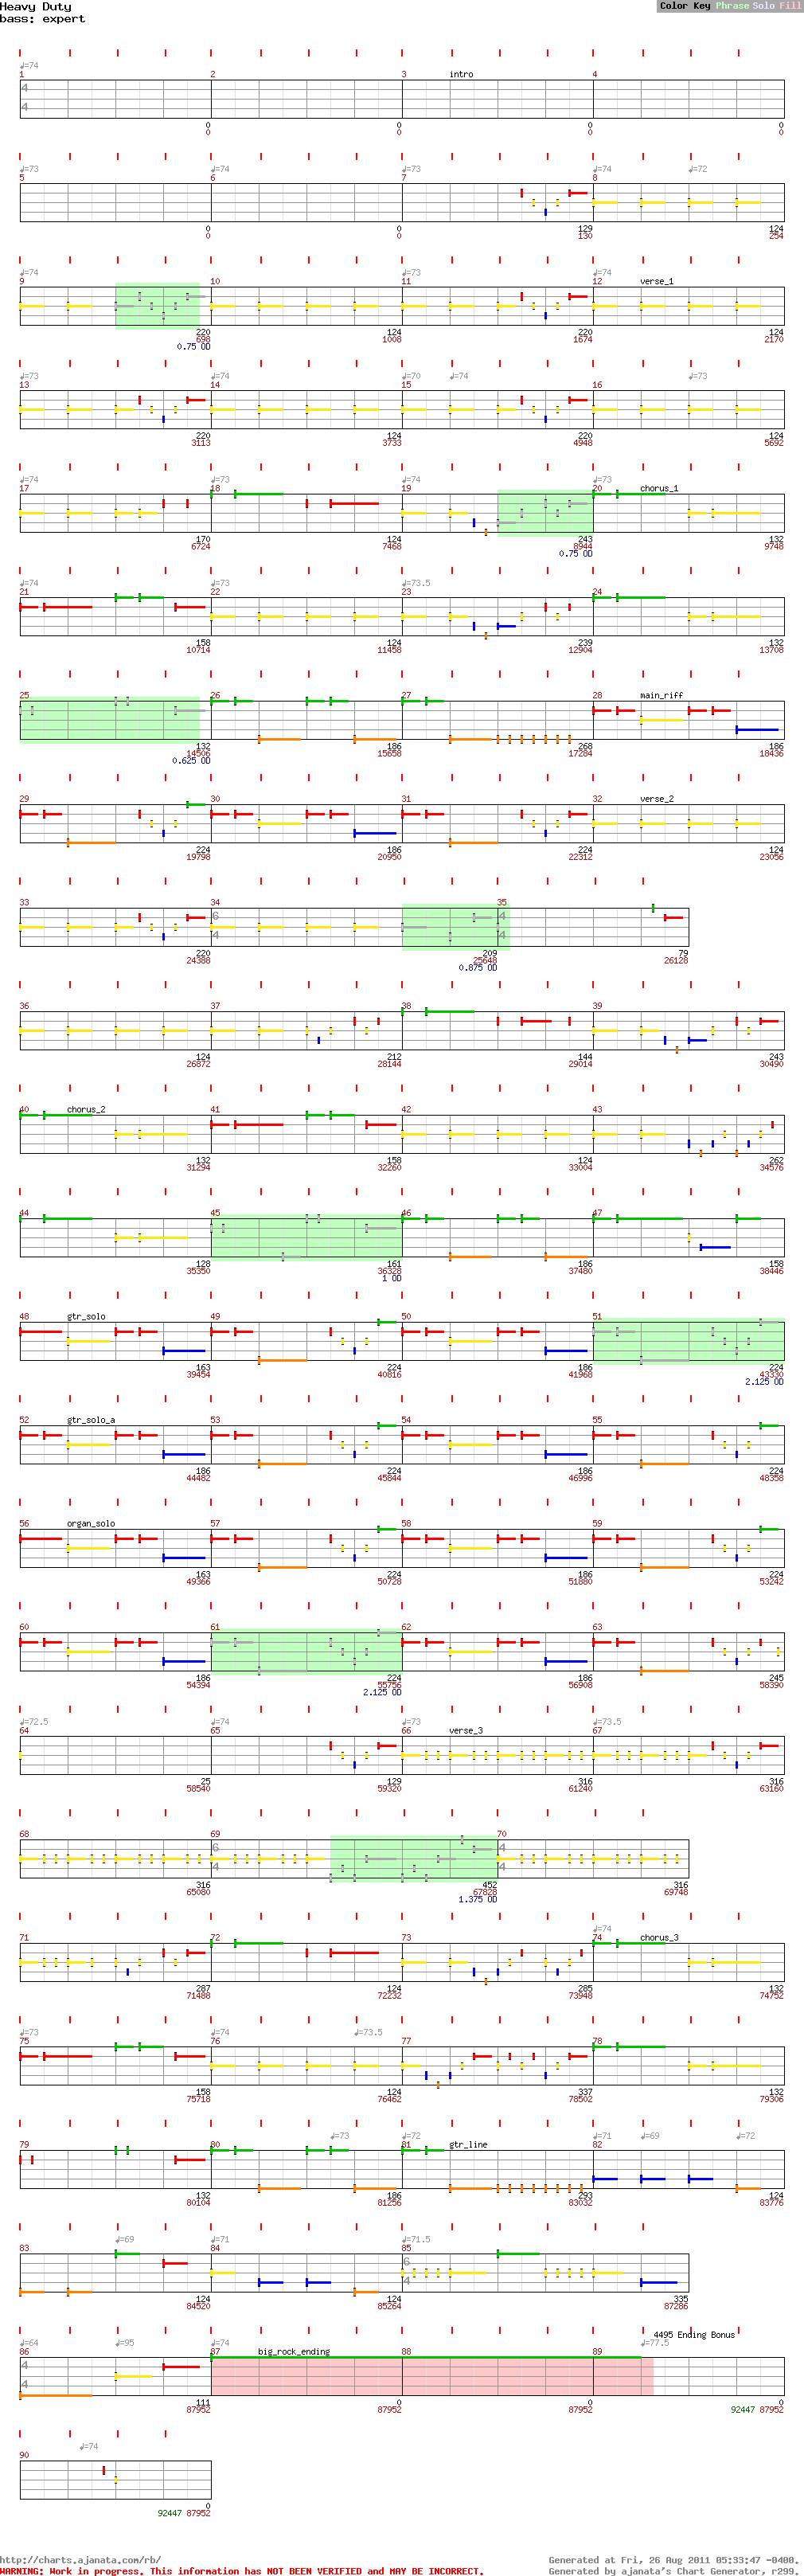 Heavy Duty
Color Key Phrase Solo Fill
bass: expert
♩=74
1 2 3 intro 4
4
4
0 0 0 0
0 0 0 0
♩=73 ♩=74 ♩=73 ♩=74 ♩=72
5 6 7 8
0 0 129 124
0 0 130 254
♩=74 ♩=73 ♩=74
9 10 11 12 verse_1
220 124 220 124
698 1008 1674 2170
0.75 OD
♩=73 ♩=74 ♩=70 ♩=74 ♩=73
13 14 15 16
220 124 220 124
3113 3733 4948 5692
♩=74 ♩=73 ♩=74 ♩=73
17 18 19 20 chorus_1
170 124 243 132
6724 7468 8944 9748
0.75 OD
♩=74 ♩=73 ♩=73.5
21 22 23 24
158 124 239 132
10714 11458 12904 13708
25 26 27 28 main_riff
132 186 268 186
14506 15658 17284 18436
0.625 OD
29 30 31 32 verse_2
224 186 224 124
19798 20950 22312 23056
33 34 35
6 4
4 4
220 209 79
24388 25648 26128
0.875 OD
36 37 38 39
124 212 144 243
26872 28144 29014 30490
40 chorus_2 41 42 43
132 158 124 262
31294 32260 33004 34576
44 45 46 47
128 161 186 158
35350 36328 37480 38446
1 OD
48 gtr_solo 49 50 51
163 224 186 224
39454 40816 41968 43330
2.125 OD
52 gtr_solo_a 53 54 55
186 224 186 224
44482 45844 46996 48358
56 organ_solo 57 58 59
163 224 186 224
49366 50728 51880 53242
60 61 62 63
186 224 186 245
54394 55756 56908 58390
2.125 OD
♩=72.5 ♩=74 ♩=73 ♩=73.5
64 65 66 verse_3 67
25 129 316 316
58540 59320 61240 63160
68 69 70
6 4
4 4
316 452 316
65080 67828 69748
1.375 OD
♩=74
71 72 73 74 chorus_3
287 124 285 132
71488 72232 73948 74752
♩=73 ♩=74 ♩=73.5
75 76 77 78
158 124 337 132
75718 76462 78502 79306
♩=73 ♩=72 ♩=71 ♩=69 ♩=72
79 80 81 gtr_line 82
132 186 293 124
80104 81256 83032 83776
♩=69 ♩=71 ♩=71.5
83 84 85
6
4
124 124 335
84520 85264 87286
4495 Ending Bonus
♩=64 ♩=95 ♩=74 ♩=77.5
86 87 big_rock_ending 88 89
4
4
111 0 0 0
87952 87952 87952 92447 87952
♩=74
90
0
92447 87952
http://charts.ajanata.com/rb/ Generated at Fri, 26 Aug 2011 05:33:47 -0400.
WARNING: Work in progress. This information has NOT BEEN VERIFIED and MAY BE INCORRECT. Generated by ajanata's Chart Generator, r299.